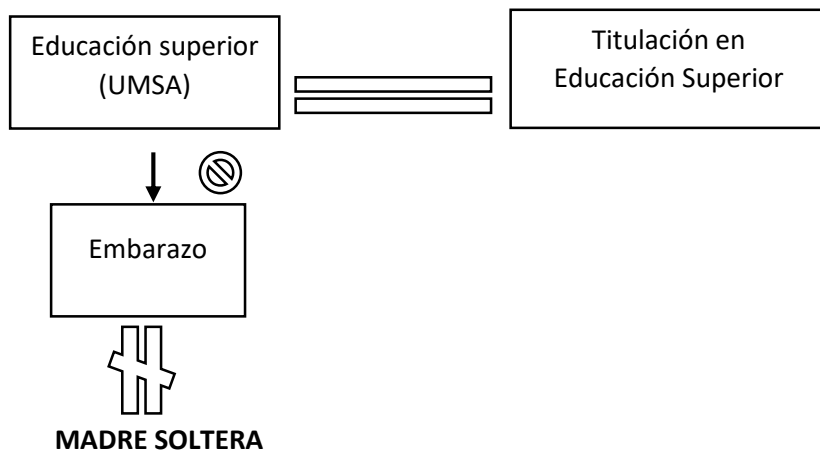 Educación superior
(UMSA)
Titulación en
Educación Superior
Embarazo
MADRE SOLTERA